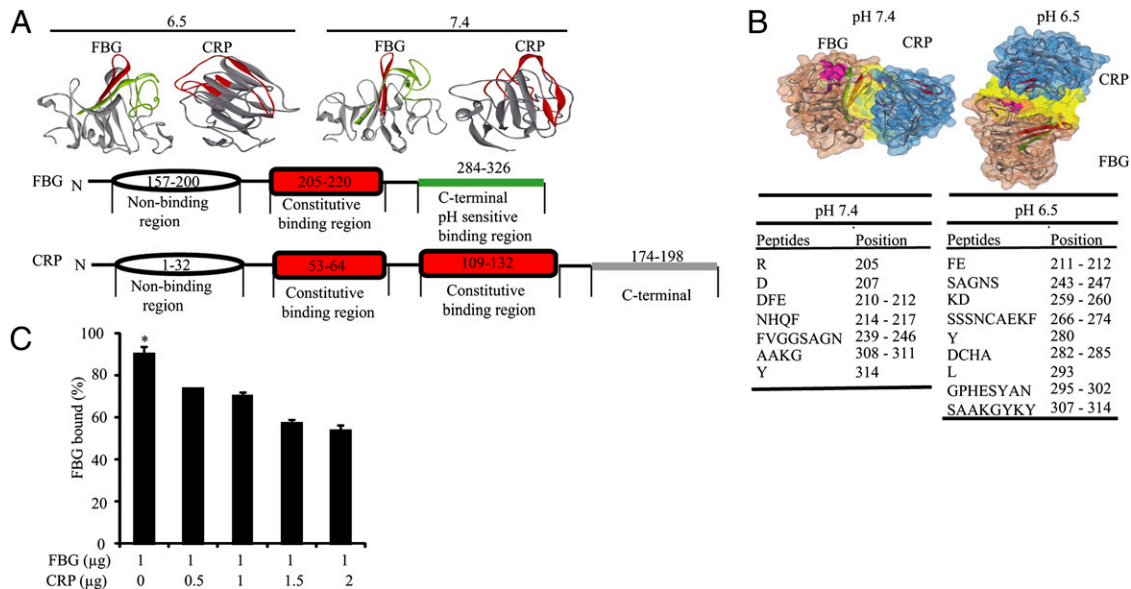 A
6.5
7.4
FBG CRP FBG CRP
FBG N 157-200 205-220 284-326
Non-binding region
Constitutive binding region
C-terminal pH sensitive binding region
CRP N 1-32 53-64 109-132 174-198
Non-binding region
Constitutive binding region
Constitutive binding region
C-terminal
B
pH 7.4
FBG CRP
pH 6.5
CRP
FBG
pH 7.4
Peptides Position
R 205
D 207
DFE 210 - 212
NHQF 214 - 217
FVGGSAGN 239 - 246
AAKG 308 - 311
Y 314
pH 6.5
Peptides Position
FE 211 - 212
SAGNS 243 - 247
KD 259 - 260
SSSNCAEKF 266 - 274
Y 280
DCHA 282 - 285
L 293
GPHESYAN 295 - 302
SAAKGYKY 307 - 314
C
FBG bound (%)
100
80
60
40
20
0
*
FBG (µg) 1 1 1 1 1
CRP (µg) 0 0.5 1 1.5 2